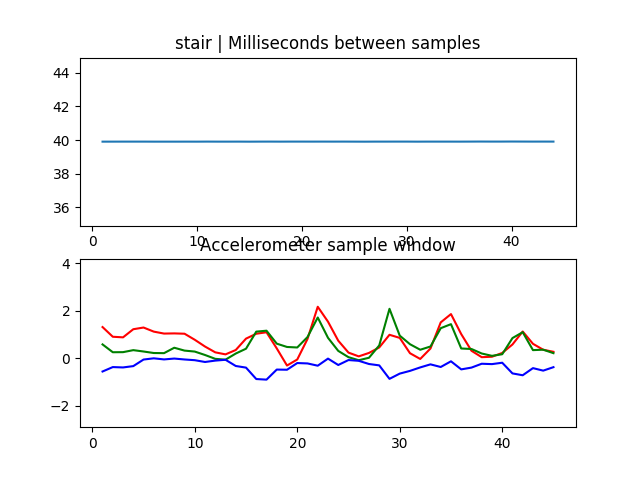 stair | Milliseconds between samples
44
42
40
38
36
0 10 20 30 40
Accelerometer sample window
4
2
0
−2
0 10 20 30 40